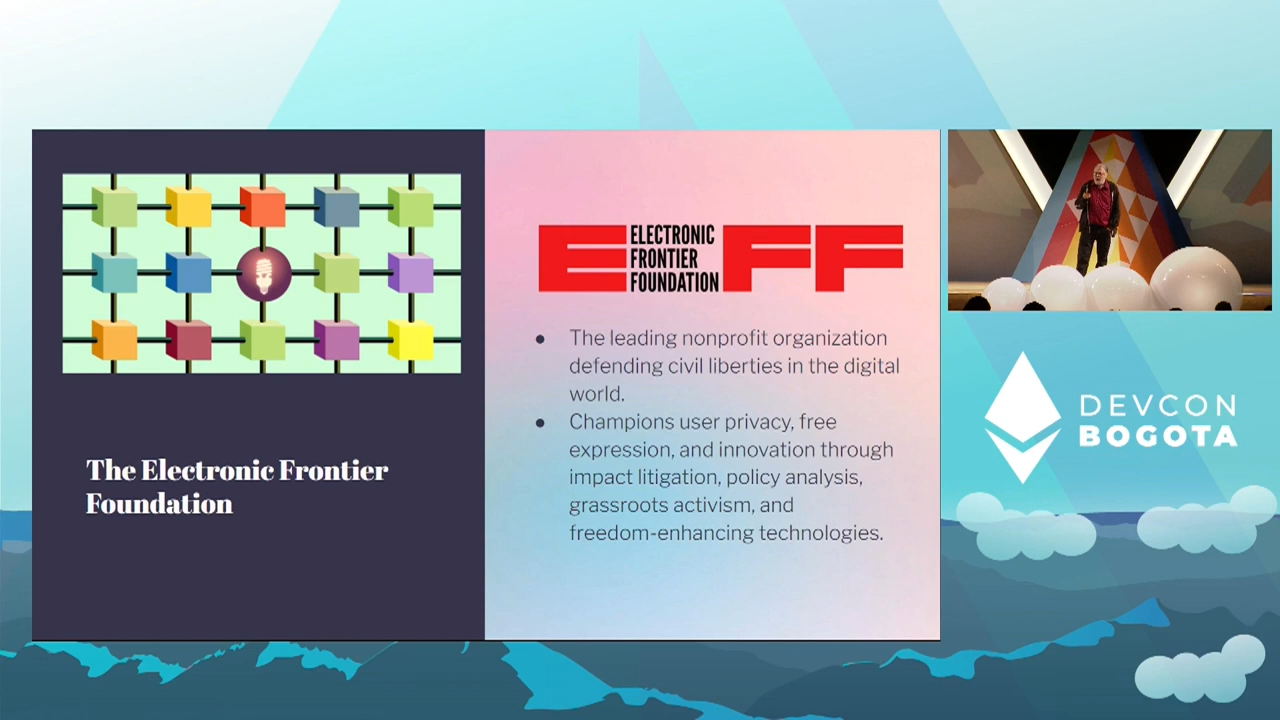 The Electronic Frontier
Foundation
E ELECTRONIC FRONTIER FOUNDATION FF
● The leading nonprofit organization
defending civil liberties in the digital
world.
● Champions user privacy, free
expression, and innovation through
impact litigation, policy analysis,
grassroots activism, and
freedom-enhancing technologies.
DEVCON
BOGOTA